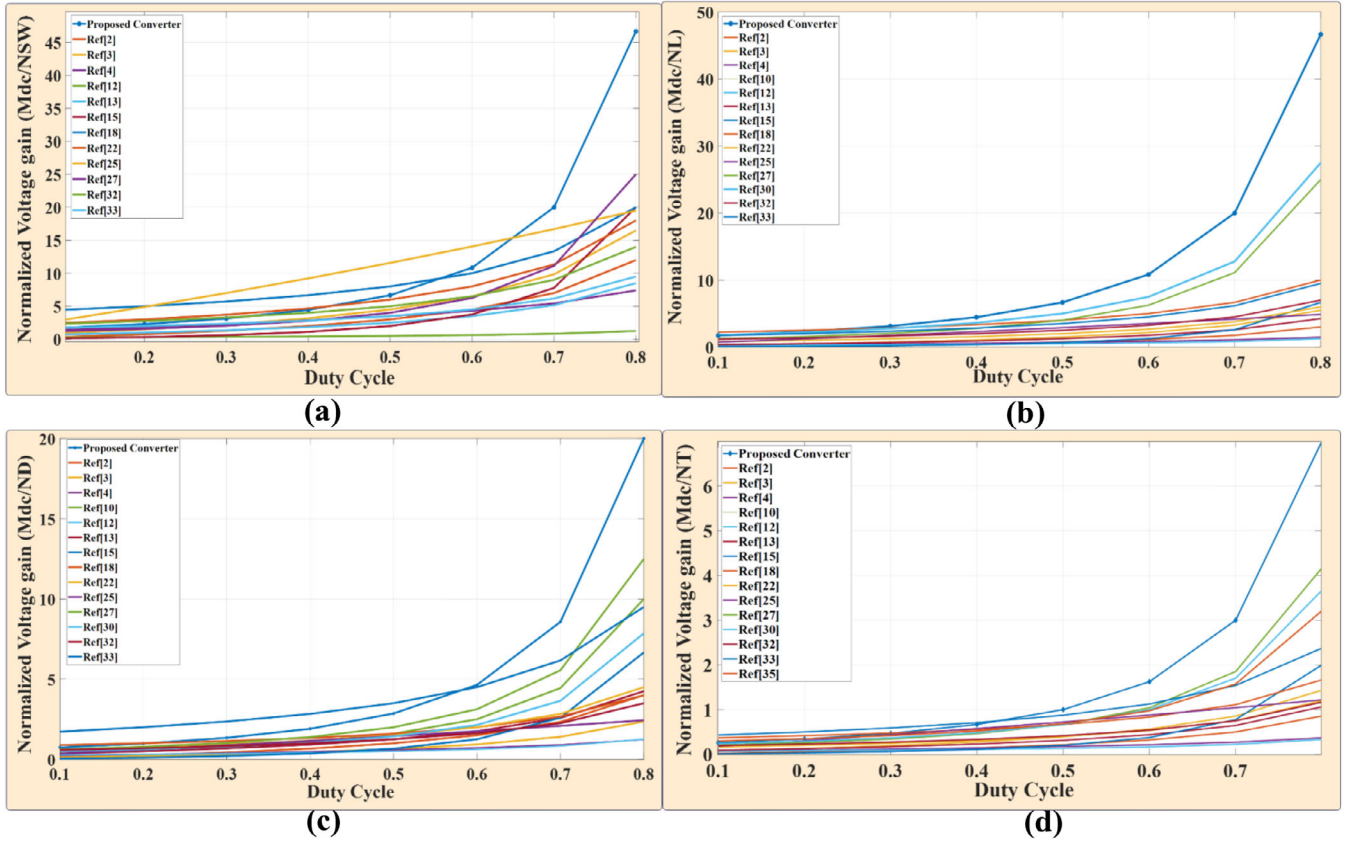 Normalized Voltage gain (Mdc/NSW)
45
40
35
30
25
20
15
10
5
0
Proposed Converter
Ref[2]
Ref[3]
Ref[4]
Ref[12]
Ref[13]
Ref[15]
Ref[18]
Ref[22]
Ref[25]
Ref[27]
Ref[32]
Ref[33]
0.2 0.3 0.4 0.5 0.6 0.7 0.8
Duty Cycle
(a)
Normalized Voltage gain (Mdc/NL)
50
40
30
20
10
0
Proposed Converter
Ref[2]
Ref[3]
Ref[4]
Ref[10]
Ref[12]
Ref[13]
Ref[15]
Ref[18]
Ref[22]
Ref[25]
Ref[27]
Ref[30]
Ref[32]
Ref[33]
0.1 0.2 0.3 0.4 0.5 0.6 0.7 0.8
Duty Cycle
(b)
Normalized Voltage gain (Mdc/ND)
20
15
10
5
0
Proposed Converter
Ref[2]
Ref[3]
Ref[4]
Ref[10]
Ref[12]
Ref[13]
Ref[15]
Ref[18]
Ref[22]
Ref[25]
Ref[27]
Ref[30]
Ref[32]
Ref[33]
0.1 0.2 0.3 0.4 0.5 0.6 0.7 0.8
Duty Cycle
(c)
Normalized Voltage gain (Mdc/NT)
6
5
4
3
2
1
0
Proposed Converter
Ref[2]
Ref[3]
Ref[4]
Ref[10]
Ref[12]
Ref[13]
Ref[15]
Ref[18]
Ref[22]
Ref[25]
Ref[27]
Ref[30]
Ref[32]
Ref[33]
Ref[35]
0.1 0.2 0.3 0.4 0.5 0.6 0.7
Duty Cycle
(d)